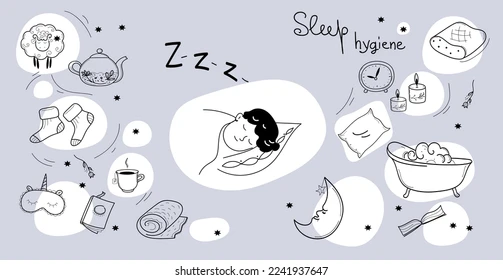 Sleep
hygiene
Z-z-z
shutterstock.com · 2241937647